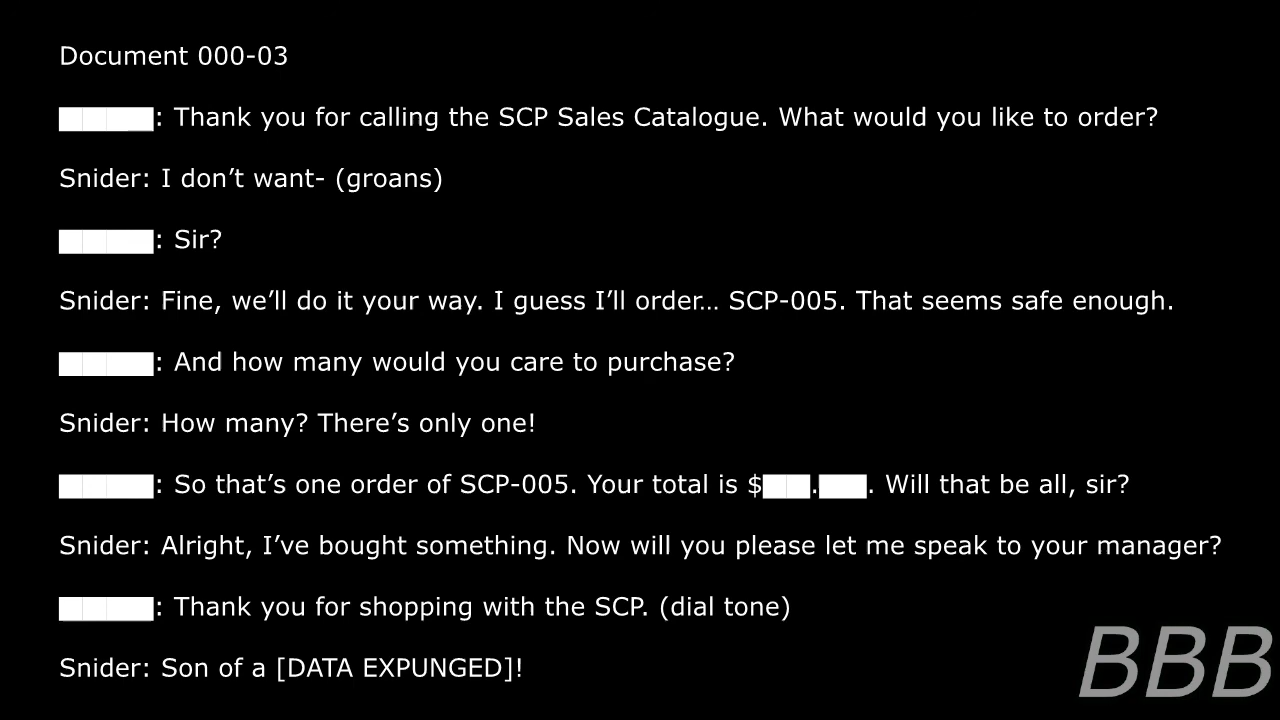 Document 000-03
█████: Thank you for calling the SCP Sales Catalogue. What would you like to order?
Snider: I don’t want- (groans)
█████: Sir?
Snider: Fine, we’ll do it your way. I guess I’ll order… SCP-005. That seems safe enough.
█████: And how many would you care to purchase?
Snider: How many? There’s only one!
█████: So that’s one order of SCP-005. Your total is $██.██. Will that be all, sir?
Snider: Alright, I’ve bought something. Now will you please let me speak to your manager?
█████: Thank you for shopping with the SCP. (dial tone)
Snider: Son of a [DATA EXPUNGED]!
BBB